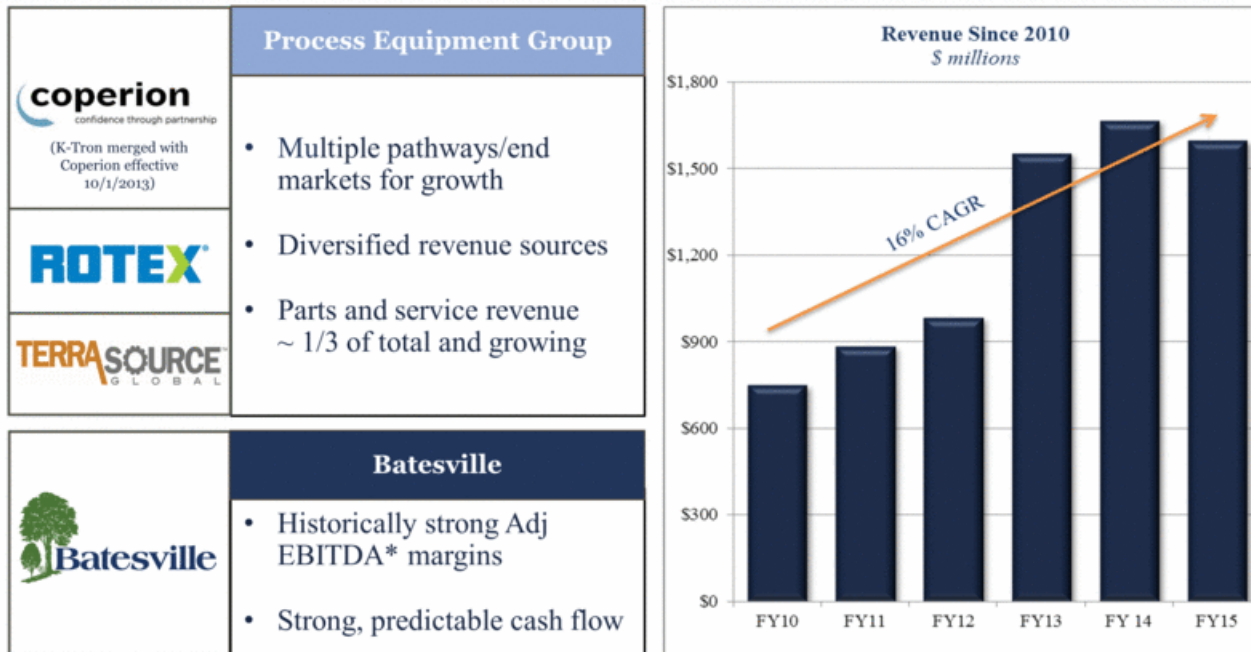 coperion
confidence through partnership
(K-Tron merged with
Coperion effective
10/1/2013)
ROTEX®
TERRASOURCE™
GLOBAL
Process Equipment Group
• Multiple pathways/end
markets for growth
• Diversified revenue sources
• Parts and service revenue
~ 1/3 of total and growing
Batesville
Batesville
• Historically strong Adj
EBITDA* margins
• Strong, predictable cash flow
Revenue Since 2010
$ millions
$1,800
$1,500
$1,200
$900
$600
$300
$0
16% CAGR
FY10 FY11 FY12 FY13 FY 14 FY15